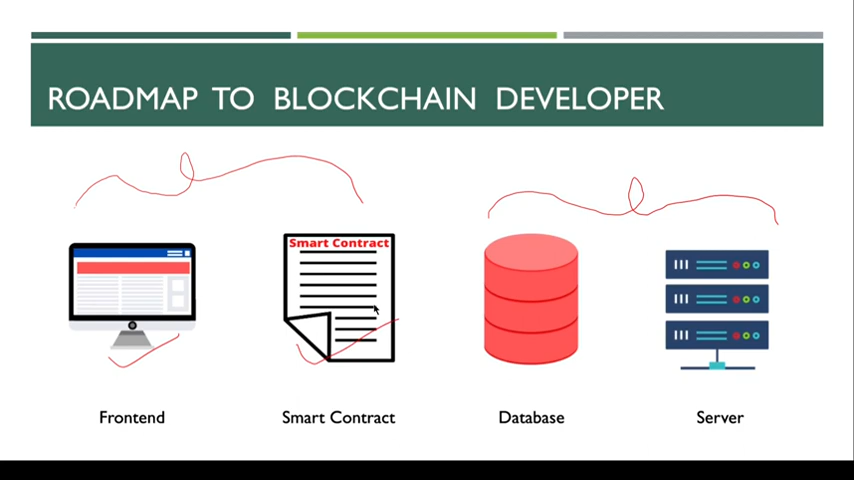 ROADMAP TO BLOCKCHAIN DEVELOPER
Smart Contract
Frontend
Smart Contract
Database
Server